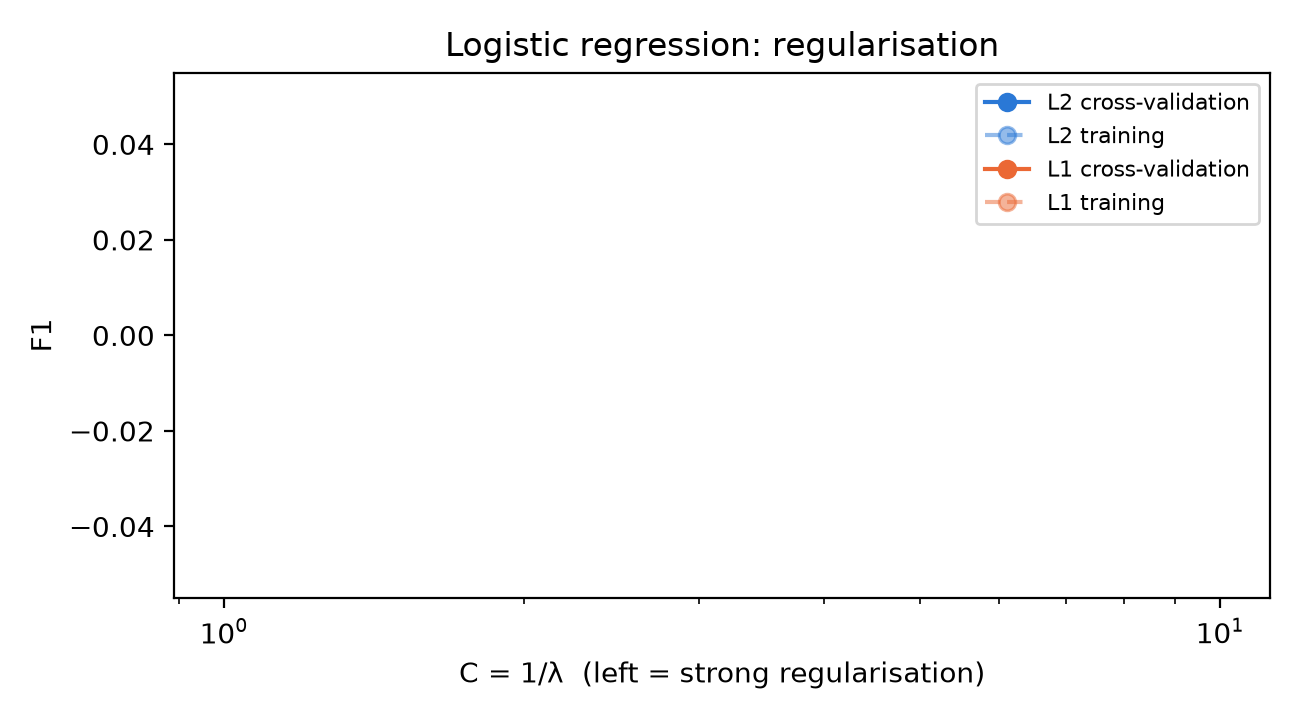 Logistic regression: regularisation
L2 cross-validation
L2 training
L1 cross-validation
L1 training
0.04
0.02
0.00
−0.02
−0.04
F1
10⁰
10¹
C = 1/λ  (left = strong regularisation)